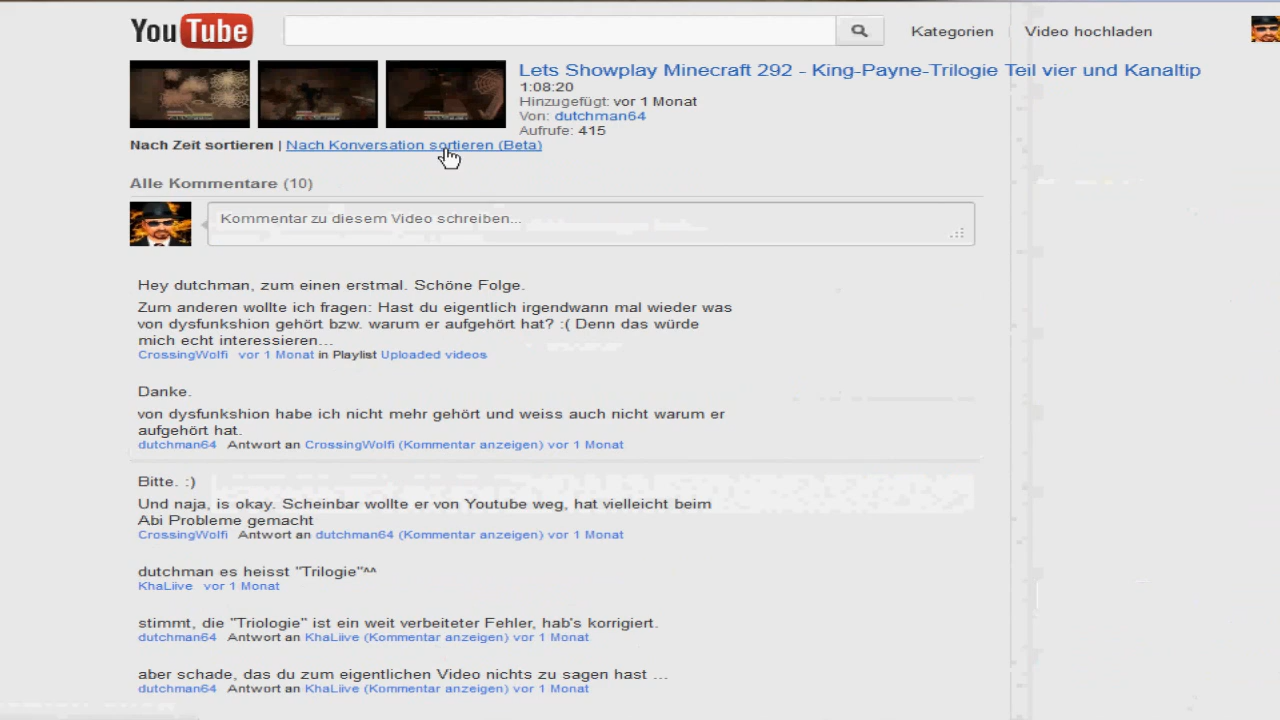 YouTube
Kategorien
Video hochladen
Lets Showplay Minecraft 292 - King-Payne-Trilogie Teil vier und Kanaltip
1:08:20
Hinzugefügt: vor 1 Monat
Von: dutchman64
Aufrufe: 415
Nach Zeit sortieren | Nach Konversation sortieren (Beta)
Alle Kommentare (10)
Kommentar zu diesem Video schreiben...
Hey dutchman, zum einen erstmal. Schöne Folge.
Zum anderen wollte ich fragen: Hast du eigentlich irgendwann mal wieder was
von dysfunkshion gehört bzw. warum er aufgehört hat? :( Denn das würde
mich echt interessieren...
CrossingWolfi vor 1 Monat in Playlist Uploaded videos
Danke.
von dysfunkshion habe ich nicht mehr gehört und weiss auch nicht warum er
aufgehört hat.
dutchman64 Antwort an CrossingWolfi (Kommentar anzeigen) vor 1 Monat
Bitte. :)
Und naja, is okay. Scheinbar wollte er von Youtube weg, hat vielleicht beim
Abi Probleme gemacht
CrossingWolfi Antwort an dutchman64 (Kommentar anzeigen) vor 1 Monat
dutchman es heisst "Trilogie"^^
KhaLiive vor 1 Monat
stimmt, die "Triologie" ist ein weit verbeiteter Fehler, hab's korrigiert.
dutchman64 Antwort an KhaLiive (Kommentar anzeigen) vor 1 Monat
aber schade, das du zum eigentlichen Video nichts zu sagen hast ...
dutchman64 Antwort an KhaLiive (Kommentar anzeigen) vor 1 Monat